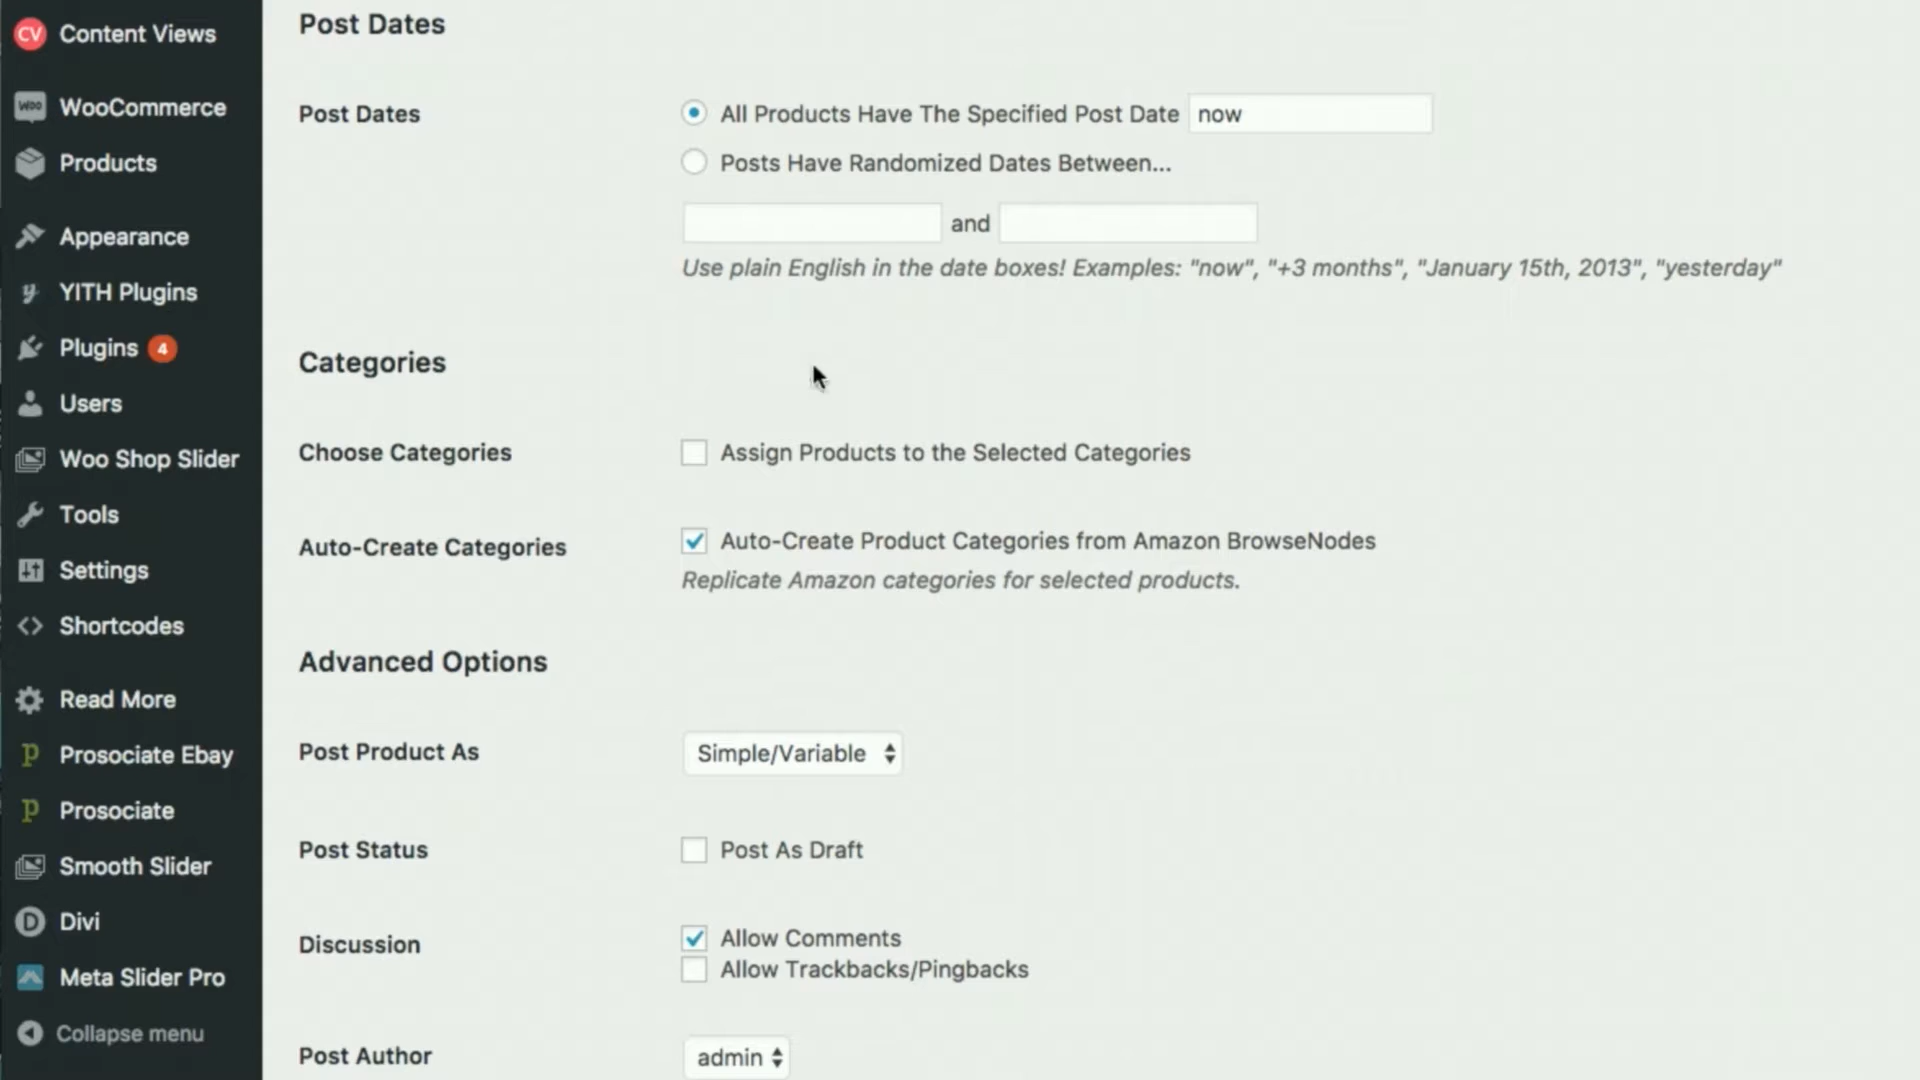 CV Content Views
Woo WooCommerce
Products
Appearance
YITH Plugins
Plugins 4
Users
Woo Shop Slider
Tools
Settings
Shortcodes
Read More
Prosociate Ebay
Prosociate
Smooth Slider
D Divi
Meta Slider Pro
Collapse menu
Post Dates
Post Dates
All Products Have The Specified Post Date now
Posts Have Randomized Dates Between...
and
Use plain English in the date boxes! Examples: "now", "+3 months", "January 15th, 2013", "yesterday"
Categories
Choose Categories
Assign Products to the Selected Categories
Auto-Create Categories
Auto-Create Product Categories from Amazon BrowseNodes
Replicate Amazon categories for selected products.
Advanced Options
Post Product As
Simple/Variable
Post Status
Post As Draft
Discussion
Allow Comments
Allow Trackbacks/Pingbacks
Post Author
admin